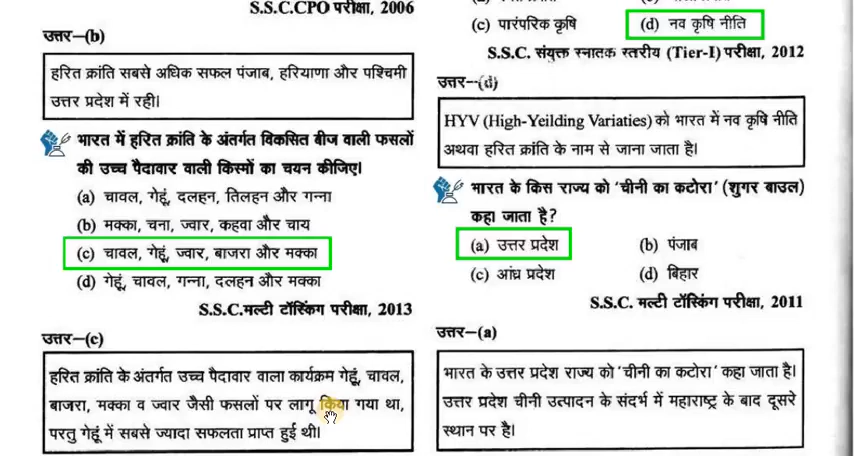 S.S.C.CPO परीक्षा, 2006
उत्तर–(b)
हरित क्रांति सबसे अधिक सफल पंजाब, हरियाणा और पश्चिमी
उत्तर प्रदेश में रही।
भारत में हरित क्रांति के अंतर्गत विकसित बीज वाली फसलों
की उच्च पैदावार वाली किस्मों का चयन कीजिए।
(a) चावल, गेहूं, दलहन, तिलहन और गन्ना
(b) मक्का, चना, ज्वार, कहवा और चाय
(c) चावल, गेहूं, ज्वार, बाजरा और मक्का
(d) गेहूं, चावल, गन्ना, दलहन और मक्का
S.S.C.मल्टी टॉस्किंग परीक्षा, 2013
उत्तर–(c)
हरित क्रांति के अंतर्गत उच्च पैदावार वाला कार्यक्रम गेहूं, चावल,
बाजरा, मक्का व ज्वार जैसी फसलों पर लागू किया गया था,
परतु गेहूं में सबसे ज्यादा सफलता प्राप्त हुई थी।
(c) पारंपरिक कृषि
(d) नव कृषि नीति
S.S.C. संयुक्त स्नातक स्तरीय (Tier-I) परीक्षा, 2012
उत्तर–(d)
HYV (High-Yeilding Variaties) को भारत में नव कृषि नीति
अथवा हरित क्रांति के नाम से जाना जाता है।
भारत के किस राज्य को 'चीनी का कटोरा' (शुगर बाउल)
कहा जाता है?
(a) उत्तर प्रदेश (b) पंजाब
(c) आंध्र प्रदेश (d) बिहार
S.S.C. मल्टी टॉस्किंग परीक्षा, 2011
उत्तर–(a)
भारत के उत्तर प्रदेश राज्य को 'चीनी का कटोरा' कहा जाता है।
उत्तर प्रदेश चीनी उत्पादन के संदर्भ में महाराष्ट्र के बाद दूसरे
स्थान पर है।